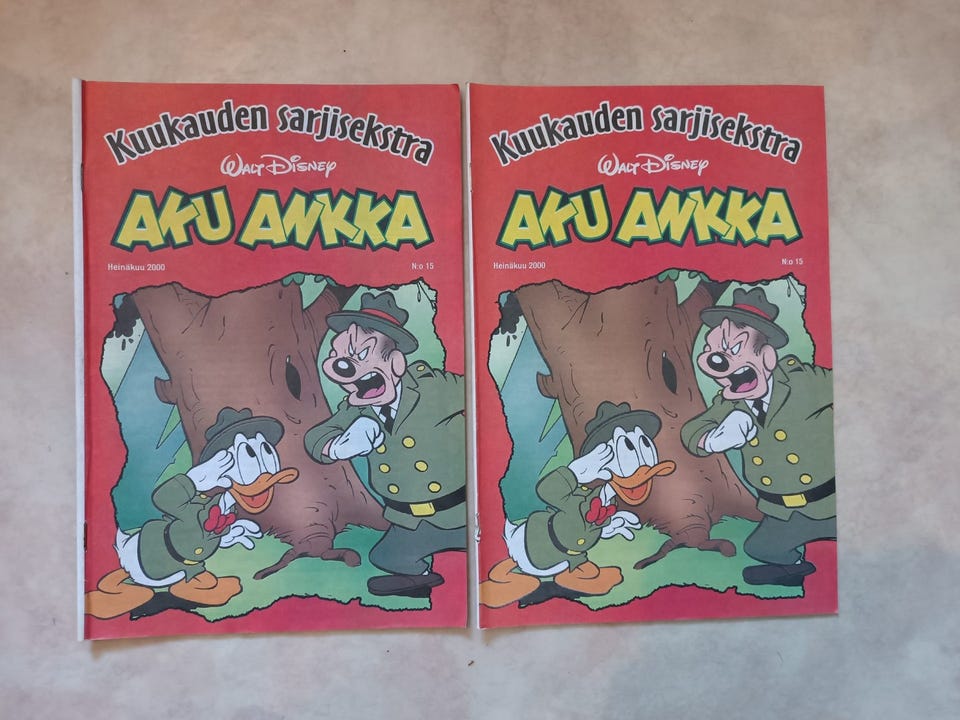 Kuukauden sarjisekstra
WALT DISNEY
AKU ANKKA
Heinäkuu 2000 N:o 15
Kuukauden sarjisekstra
WALT DISNEY
AKU ANKKA
Heinäkuu 2000 N:o 15